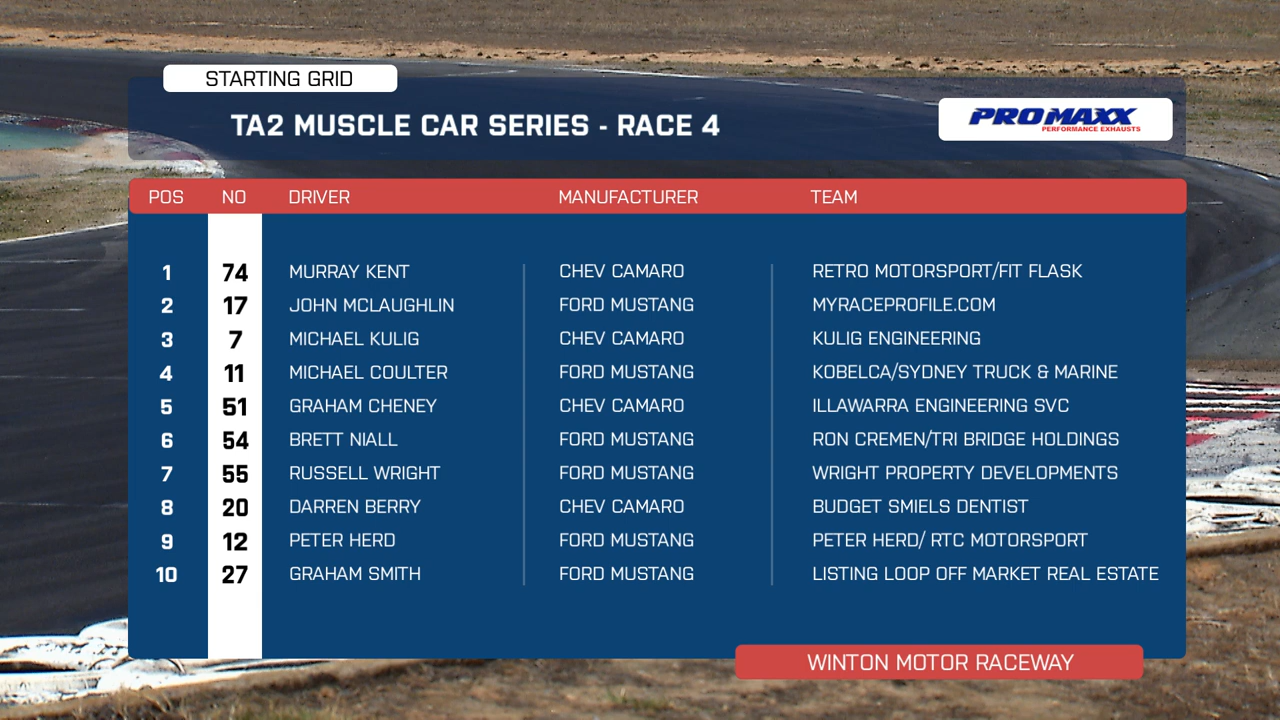 STARTING GRID
TA2 MUSCLE CAR SERIES - RACE 4
PROMAXX
PERFORMANCE EXHAUSTS
POS NO DRIVER MANUFACTURER TEAM
1 74 MURRAY KENT CHEV CAMARO RETRO MOTORSPORT/FIT FLASK
2 17 JOHN MCLAUGHLIN FORD MUSTANG MYRACEPROFILE.COM
3 7 MICHAEL KULIG CHEV CAMARO KULIG ENGINEERING
4 11 MICHAEL COULTER FORD MUSTANG KOBELCA/SYDNEY TRUCK & MARINE
5 51 GRAHAM CHENEY CHEV CAMARO ILLAWARRA ENGINEERING SVC
6 54 BRETT NIALL FORD MUSTANG RON CREMEN/TRI BRIDGE HOLDINGS
7 55 RUSSELL WRIGHT FORD MUSTANG WRIGHT PROPERTY DEVELOPMENTS
8 20 DARREN BERRY CHEV CAMARO BUDGET SMIELS DENTIST
9 12 PETER HERD FORD MUSTANG PETER HERD/ RTC MOTORSPORT
10 27 GRAHAM SMITH FORD MUSTANG LISTING LOOP OFF MARKET REAL ESTATE
WINTON MOTOR RACEWAY